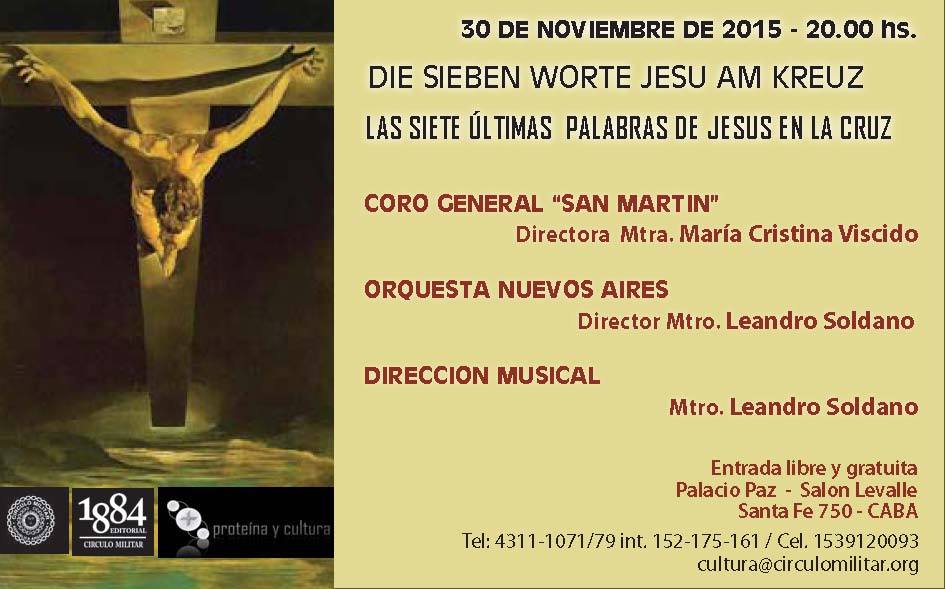 30 DE NOVIEMBRE DE 2015 - 20.00 hs.
DIE SIEBEN WORTE JESU AM KREUZ
LAS SIETE ÚLTIMAS PALABRAS DE JESUS EN LA CRUZ
CORO GENERAL "SAN MARTIN"
Directora Mtra. María Cristina Viscido
ORQUESTA NUEVOS AIRES
Director Mtro. Leandro Soldano
DIRECCION MUSICAL
Mtro. Leandro Soldano
Entrada libre y gratuita
Palacio Paz - Salon Levalle
Santa Fe 750 - CABA
Tel: 4311-1071/79 int. 152-175-161 / Cel. 1539120093
cultura@circulomilitar.org
CIRCULO MILITAR
1884
EDITORIAL
CIRCULO MILITAR
proteína y cultura